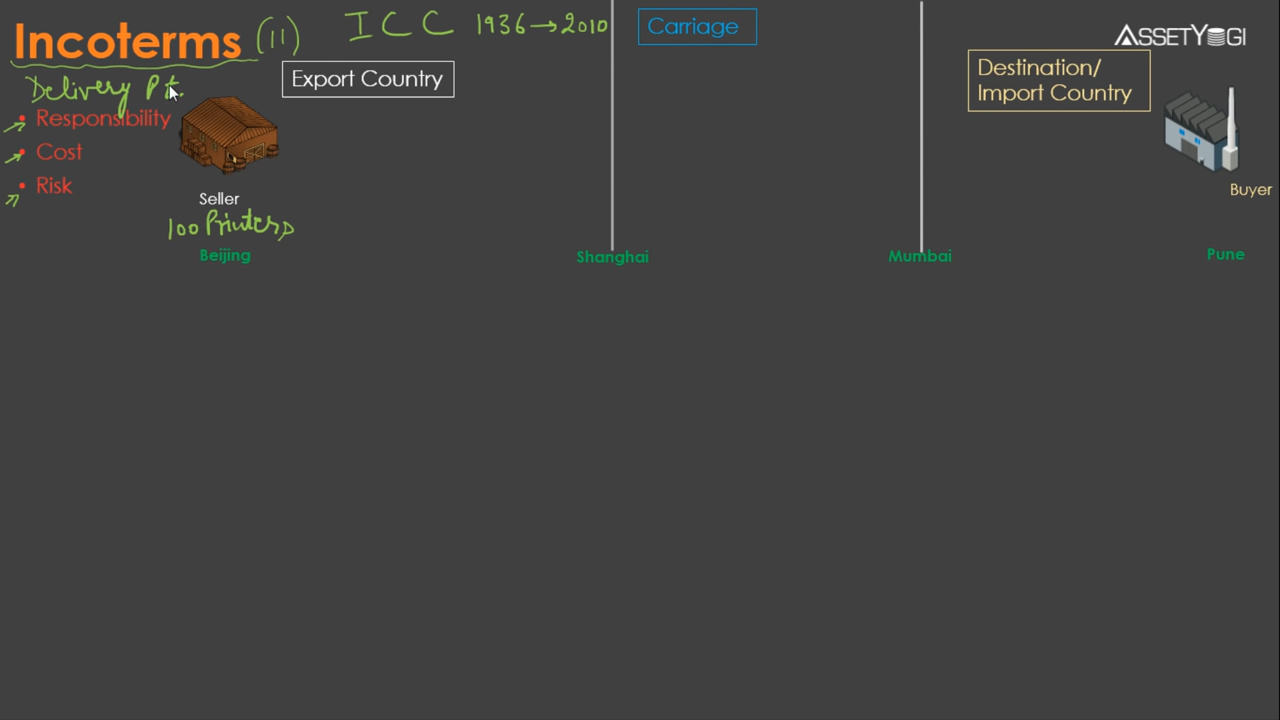 Incoterms (11)
ICC 1936→2010
Carriage
ASSETYOGI
Export Country
Destination/
Import Country
Delivery Pt.
• Responsibility
• Cost
• Risk
Seller
Buyer
100 Printers
Beijing
Shanghai
Mumbai
Pune